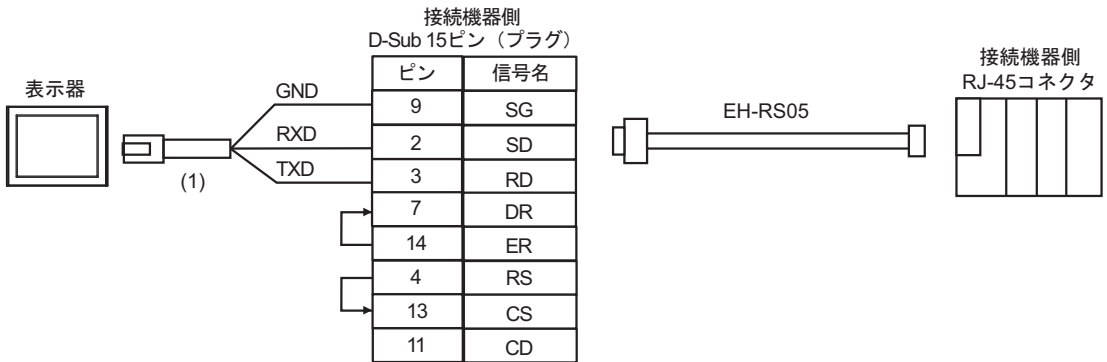 接続機器側
D-Sub 15ピン（プラグ）
ピン 信号名
9 SG
2 SD
3 RD
7 DR
14 ER
4 RS
13 CS
11 CD
表示器
(1)
GND
RXD
TXD
EH-RS05
接続機器側
RJ-45コネクタ